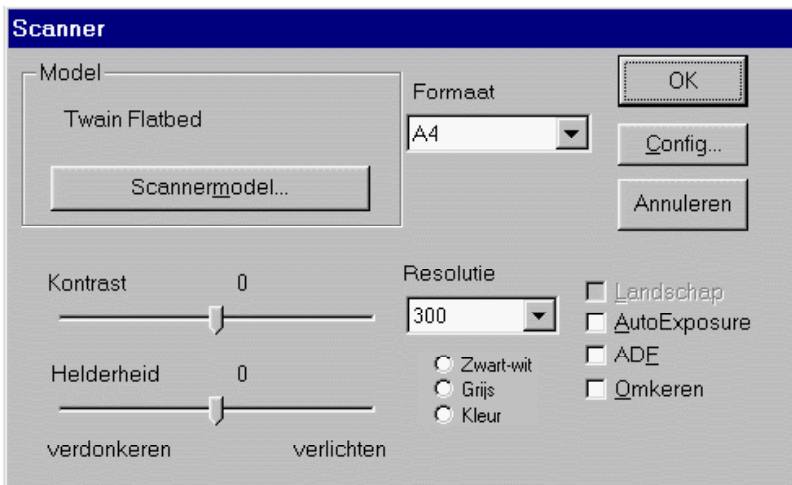 Scanner
Model
Twain Flatbed
Scannermodel...
Formaat
A4
OK
Config...
Annuleren
Kontrast 0
Helderheid 0
verdonkeren verlichten
Resolutie
300
Zwart-wit
Grijs
Kleur
Landschap
AutoExposure
ADF
Omkeren